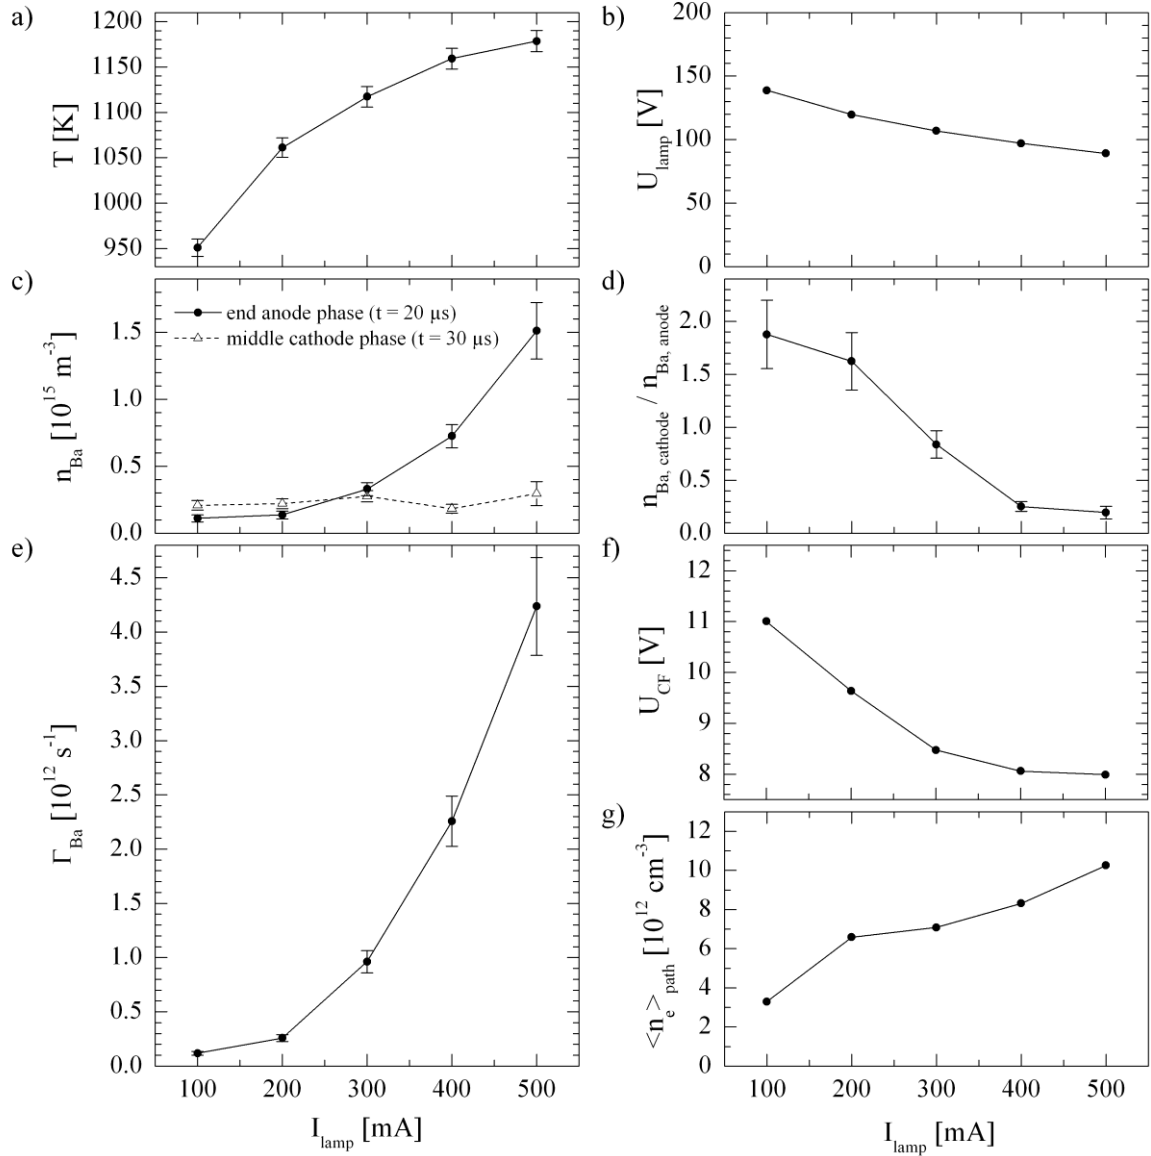 a)
1200
1150
1100
1050
1000
950
T [K]
b)
200
150
100
50
0
U_lamp [V]
c)
end anode phase (t = 20 µs)
middle cathode phase (t = 30 µs)
1.5
1.0
0.5
0.0
n_Ba [10^15 m^-3]
d)
2.0
1.5
1.0
0.5
0.0
n_Ba, cathode / n_Ba, anode
e)
4.5
4.0
3.5
3.0
2.5
2.0
1.5
1.0
0.5
0.0
Γ_Ba [10^12 s^-1]
100 200 300 400 500
I_lamp [mA]
f)
12
11
10
9
8
U_CF [V]
g)
12
10
8
6
4
2
0
<n_e>_path [10^12 cm^-3]
100 200 300 400 500
I_lamp [mA]